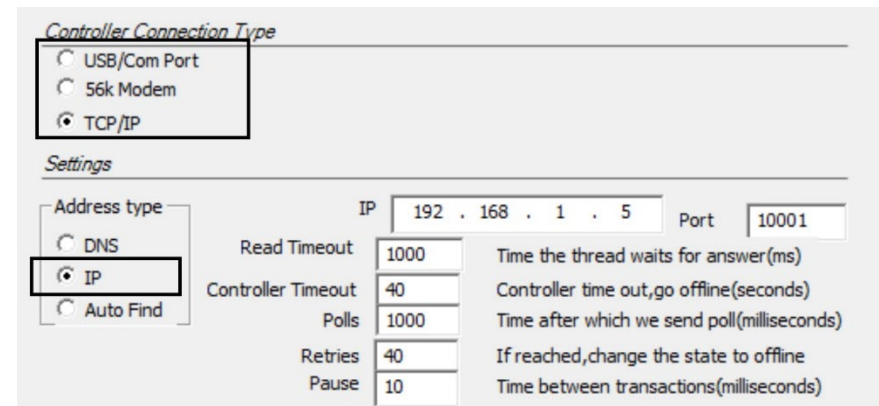 Controller Connection Type
USB/Com Port
56k Modem
TCP/IP
Settings
Address type
DNS
IP
Auto Find
IP 192 . 168 . 1 . 5 Port 10001
Read Timeout 1000 Time the thread waits for answer(ms)
Controller Timeout 40 Controller time out,go offline(seconds)
Polls 1000 Time after which we send poll(milliseconds)
Retries 40 If reached,change the state to offline
Pause 10 Time between transactions(milliseconds)